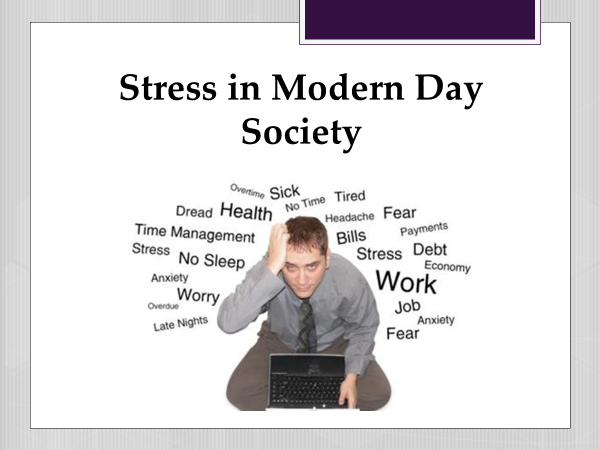 Stress in Modern Day
Society
Overtime
Sick
No Time
Tired
Dread
Health
Headache
Fear
Time Management
Bills
Payments
Stress
No Sleep
Stress
Debt
Economy
Anxiety
Work
Worry
Overdue
Job
Late Nights
Anxiety
Fear